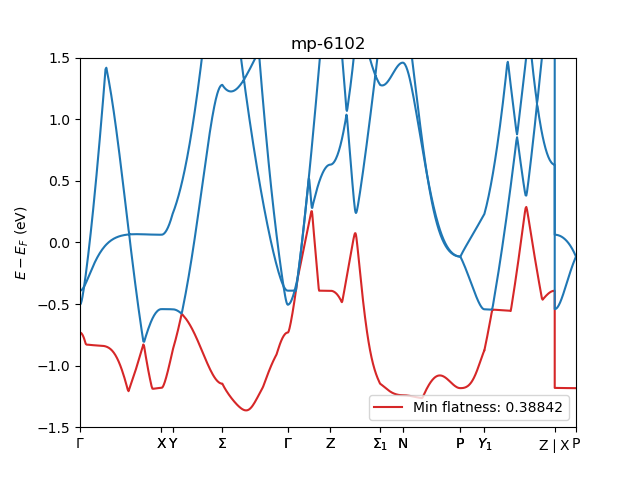 mp-6102
E − E_F (eV)
1.5
1.0
0.5
0.0
−0.5
−1.0
−1.5
Min flatness: 0.38842
Γ X Y Σ Γ Z Σ₁ N P Y₁ Z | X P